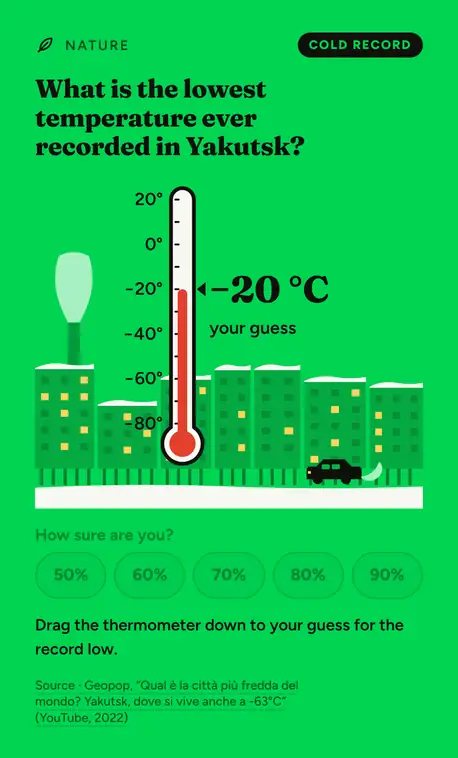 NATURE
COLD RECORD
What is the lowest
temperature ever
recorded in Yakutsk?
20°
0°
−20°
−20 °C
your guess
−40°
−60°
−80°
How sure are you?
50%
60%
70%
80%
90%
Drag the thermometer down to your guess for the
record low.
Source · Geopop, “Qual è la città più fredda del
mondo? Yakutsk, dove si vive anche a -63°C”
(YouTube, 2022)